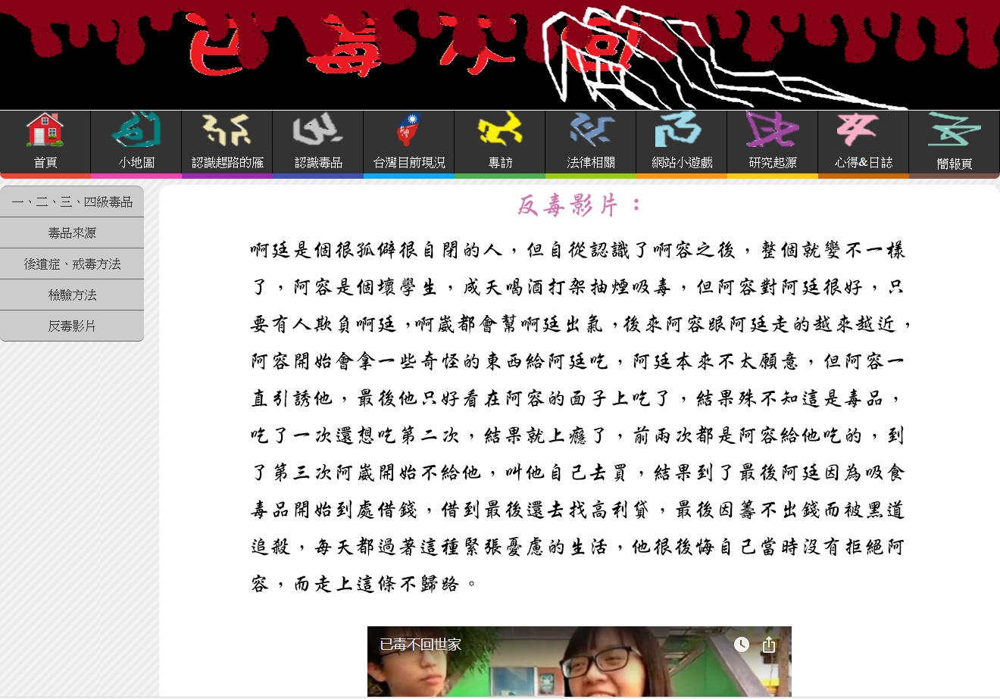 已毒不回
首頁
小地圖
認識趕路的雁
認識毒品
台灣目前現況
專訪
法律相關
網站小遊戲
研究起源
心得&日誌
簡報頁
一、二、三、四級毒品
毒品來源
後遺症、戒毒方法
檢驗方法
反毒影片
反毒影片：
啊廷是個很孤僻很自閉的人，但自從認識了啊容之後，整個就變不一樣
了，阿容是個壞學生，成天喝酒打架抽煙吸毒，但阿容對阿廷很好，只
要有人欺負啊廷，啊崴都會幫啊廷出氣，後來阿容跟阿廷走的越來越近，
阿容開始會拿一些奇怪的東西給阿廷吃，阿廷本來不太願意，但阿容一
直引誘他，最後他只好看在阿容的面子上吃了，結果殊不知這是毒品，
吃了一次還想吃第二次，結果就上癮了，前兩次都是阿容給他吃的，到
了第三次阿崴開始不給他，叫他自己去買，結果到了最後阿廷因為吸食
毒品開始到處借錢，借到最後還去找高利貸，最後因籌不出錢而被黑道
追殺，每天都過著這種緊張憂慮的生活，他很後悔自己當時沒有拒絕阿
容，而走上這條不歸路。
已毒不回世家